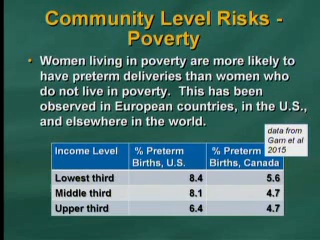 Community Level Risks -
Poverty
• Women living in poverty are more likely to
have preterm deliveries than women who
do not live in poverty.  This has been
observed in European countries, in the U.S.,
and elsewhere in the world.
data from
Garn et al
2015
Income Level % Preterm Births, U.S. % Preterm Births, Canada
Lowest third 8.4 5.6
Middle third 8.1 4.7
Upper third 6.4 4.7